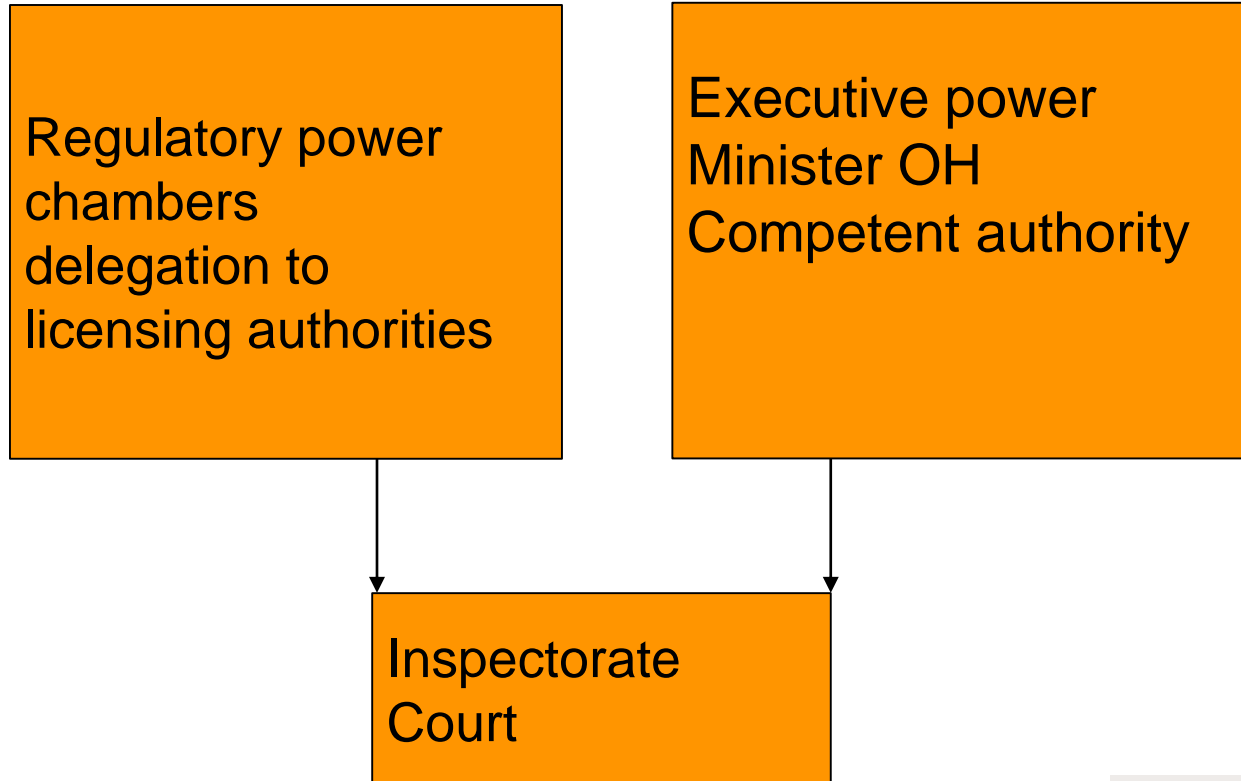 Regulatory power
chambers
delegation to
licensing authorities
Executive power
Minister OH
Competent authority
Inspectorate
Court